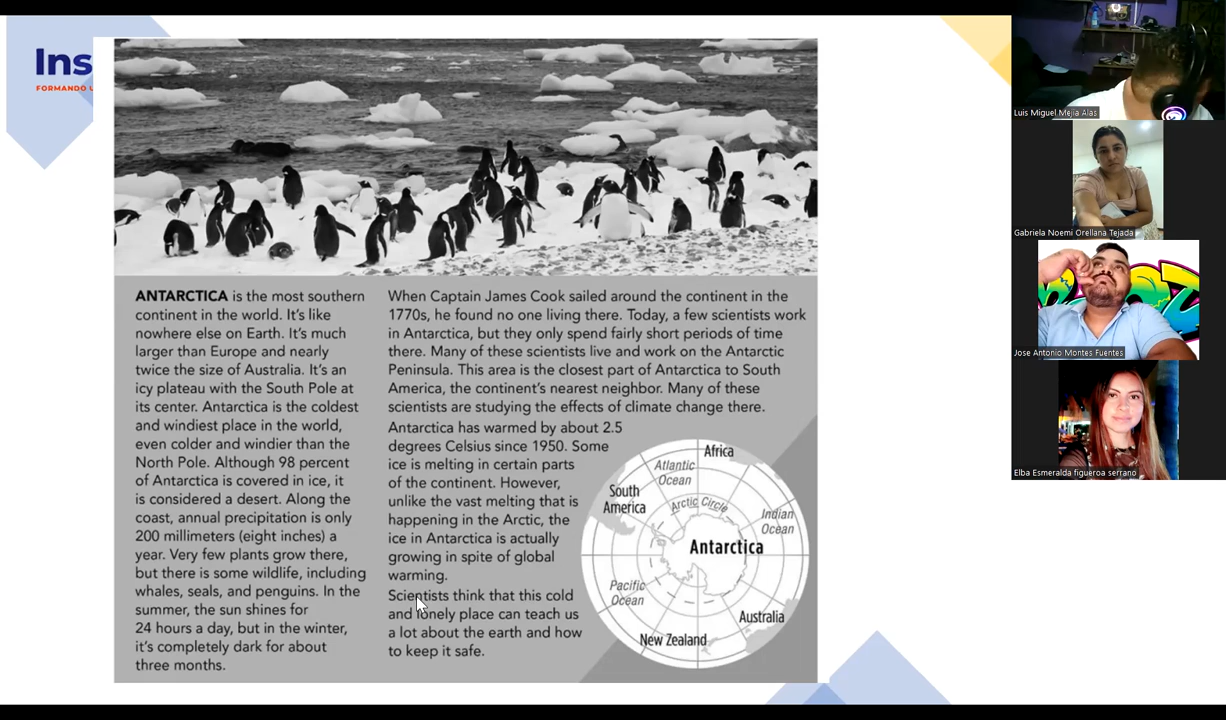 Ins
FORMANDO U
ANTARCTICA is the most southern
continent in the world. It's like
nowhere else on Earth. It's much
larger than Europe and nearly
twice the size of Australia. It's an
icy plateau with the South Pole at
its center. Antarctica is the coldest
and windiest place in the world,
even colder and windier than the
North Pole. Although 98 percent
of Antarctica is covered in ice, it
is considered a desert. Along the
coast, annual precipitation is only
200 millimeters (eight inches) a
year. Very few plants grow there,
but there is some wildlife, including
whales, seals, and penguins. In the
summer, the sun shines for
24 hours a day, but in the winter,
it's completely dark for about
three months.
When Captain James Cook sailed around the continent in the
1770s, he found no one living there. Today, a few scientists work
in Antarctica, but they only spend fairly short periods of time
there. Many of these scientists live and work on the Antarctic
Peninsula. This area is the closest part of Antarctica to South
America, the continent's nearest neighbor. Many of these
scientists are studying the effects of climate change there.
Antarctica has warmed by about 2.5
degrees Celsius since 1950. Some
ice is melting in certain parts
of the continent. However,
unlike the vast melting that is
happening in the Arctic, the
ice in Antarctica is actually
growing in spite of global
warming.
Scientists think that this cold
and lonely place can teach us
a lot about the earth and how
to keep it safe.
Africa
Atlantic
Ocean
South
America
Arctic Circle
Indian
Ocean
Antarctica
Pacific
Ocean
Australia
New Zealand
Luis Miguel Mejia Alas
Gabriela Noemi Orellana Tejada
Jose Antonio Montes Fuentes
Elba Esmeralda figueroa serrano